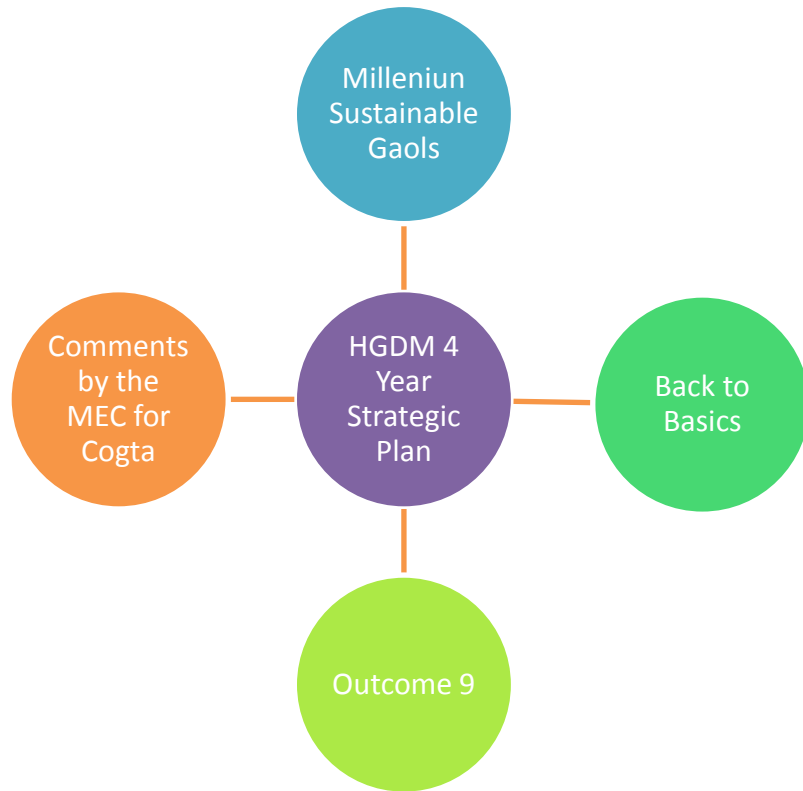 Milleniun
Sustainable
Gaols
Comments
by the
MEC for
Cogta
HGDM 4
Year
Strategic
Plan
Back to
Basics
Outcome 9